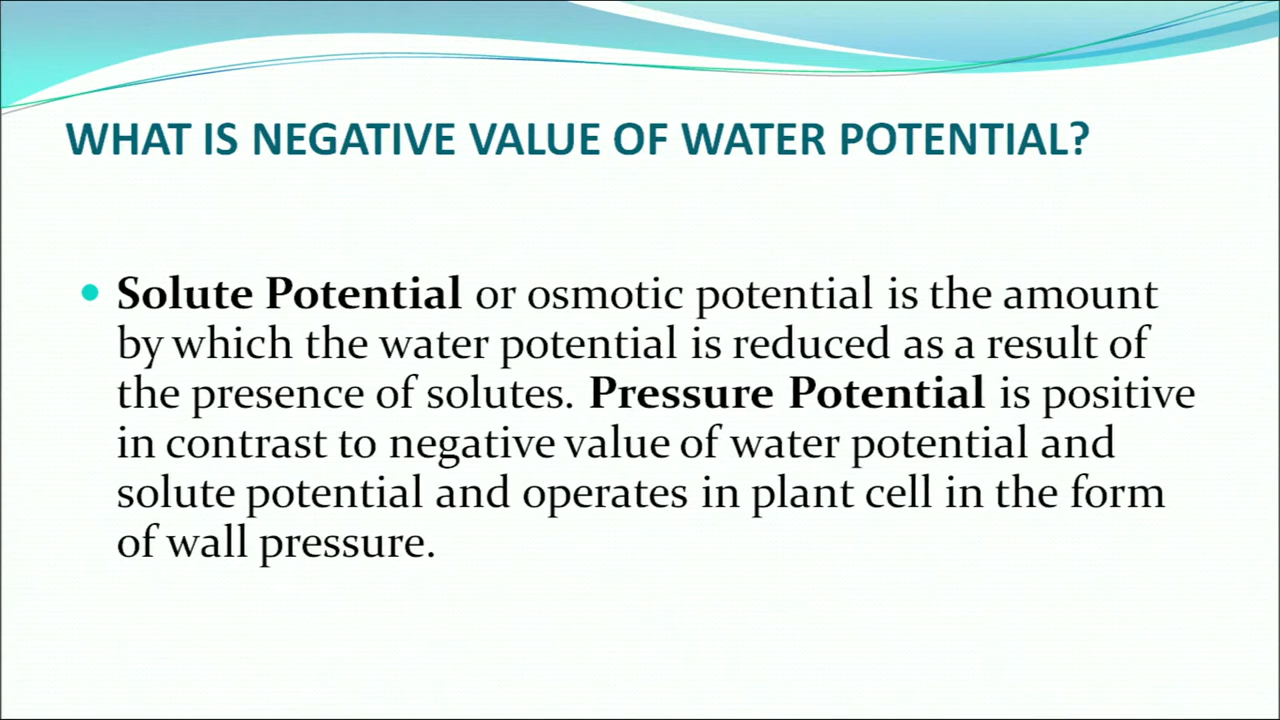 WHAT IS NEGATIVE VALUE OF WATER POTENTIAL?
• Solute Potential or osmotic potential is the amount
by which the water potential is reduced as a result of
the presence of solutes. Pressure Potential is positive
in contrast to negative value of water potential and
solute potential and operates in plant cell in the form
of wall pressure.